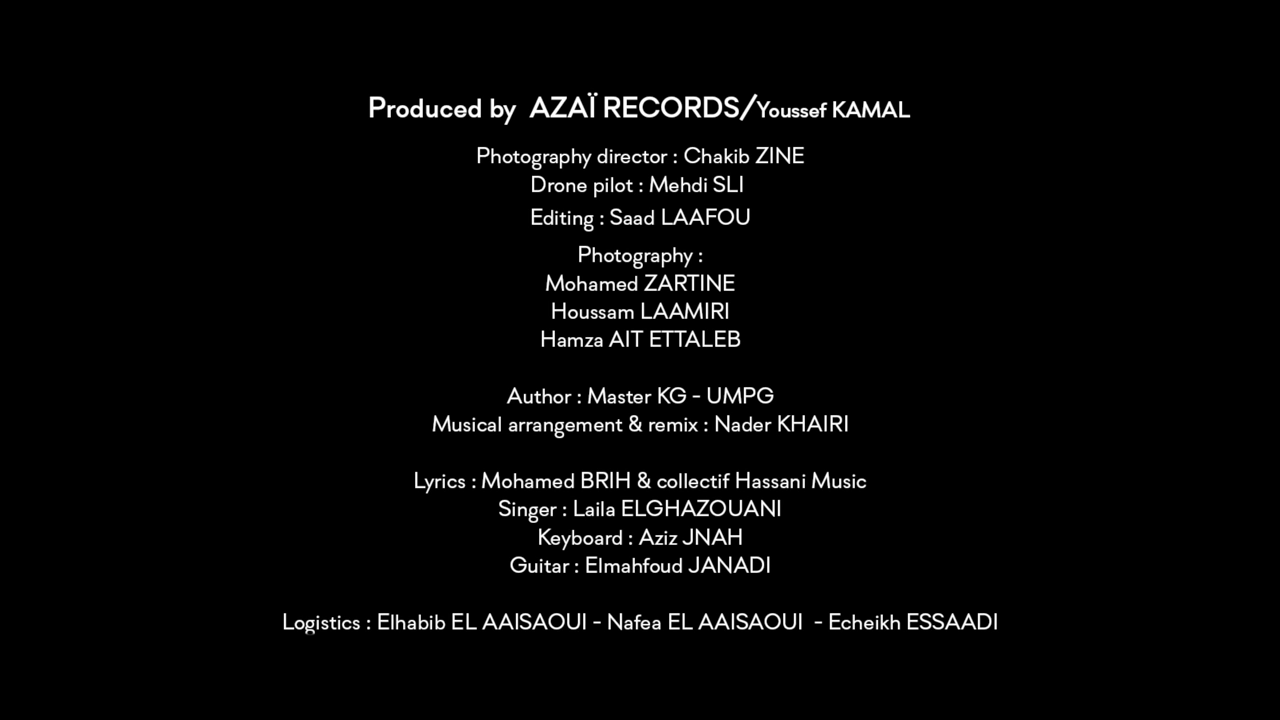 Produced by AZAÏ RECORDS/Youssef KAMAL
Photography director : Chakib ZINE
Drone pilot : Mehdi SLI
Editing : Saad LAAFOU
Photography :
Mohamed ZARTINE
Houssam LAAMIRI
Hamza AIT ETTALEB
Author : Master KG - UMPG
Musical arrangement & remix : Nader KHAIRI
Lyrics : Mohamed BRIH & collectif Hassani Music
Singer : Laila ELGHAZOUANI
Keyboard : Aziz JNAH
Guitar : Elmahfoud JANADI
Logistics : Elhabib EL AAISAOUI - Nafea EL AAISAOUI - Echeikh ESSAADI